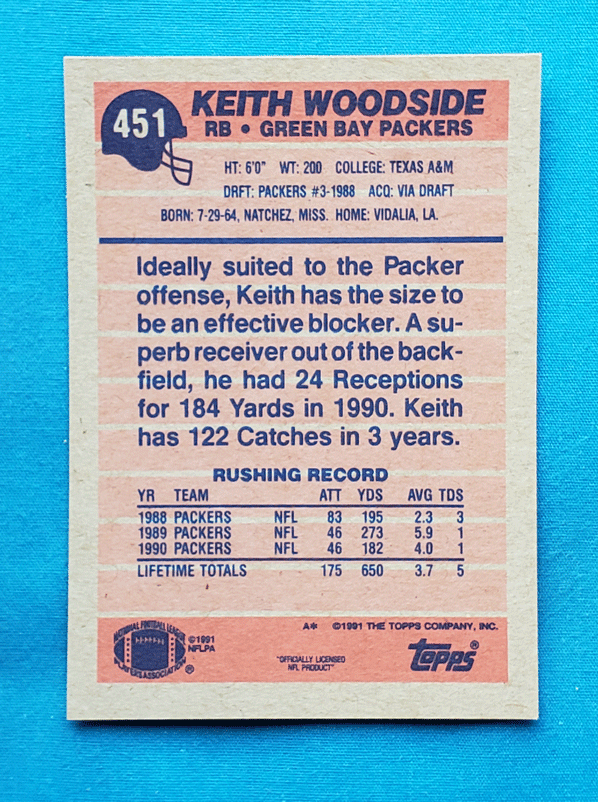 451
KEITH WOODSIDE
RB • GREEN BAY PACKERS
HT: 6'0" WT: 200 COLLEGE: TEXAS A&M
DRFT: PACKERS #3-1988 ACQ: VIA DRAFT
BORN: 7-29-64, NATCHEZ, MISS. HOME: VIDALIA, LA.
Ideally suited to the Packer
offense, Keith has the size to
be an effective blocker. A su-
perb receiver out of the back-
field, he had 24 Receptions
for 184 Yards in 1990. Keith
has 122 Catches in 3 years.
RUSHING RECORD
YR TEAM ATT YDS AVG TDS
1988 PACKERS NFL 83 195 2.3 3
1989 PACKERS NFL 46 273 5.9 1
1990 PACKERS NFL 46 182 4.0 1
LIFETIME TOTALS 175 650 3.7 5
A* ©1991 THE TOPPS COMPANY, INC.
NATIONAL FOOTBALL LEAGUE
PLAYERS ASSOCIATION ®
©1991
NFLPA
"OFFICIALLY LICENSED
NFL PRODUCT"
topps®